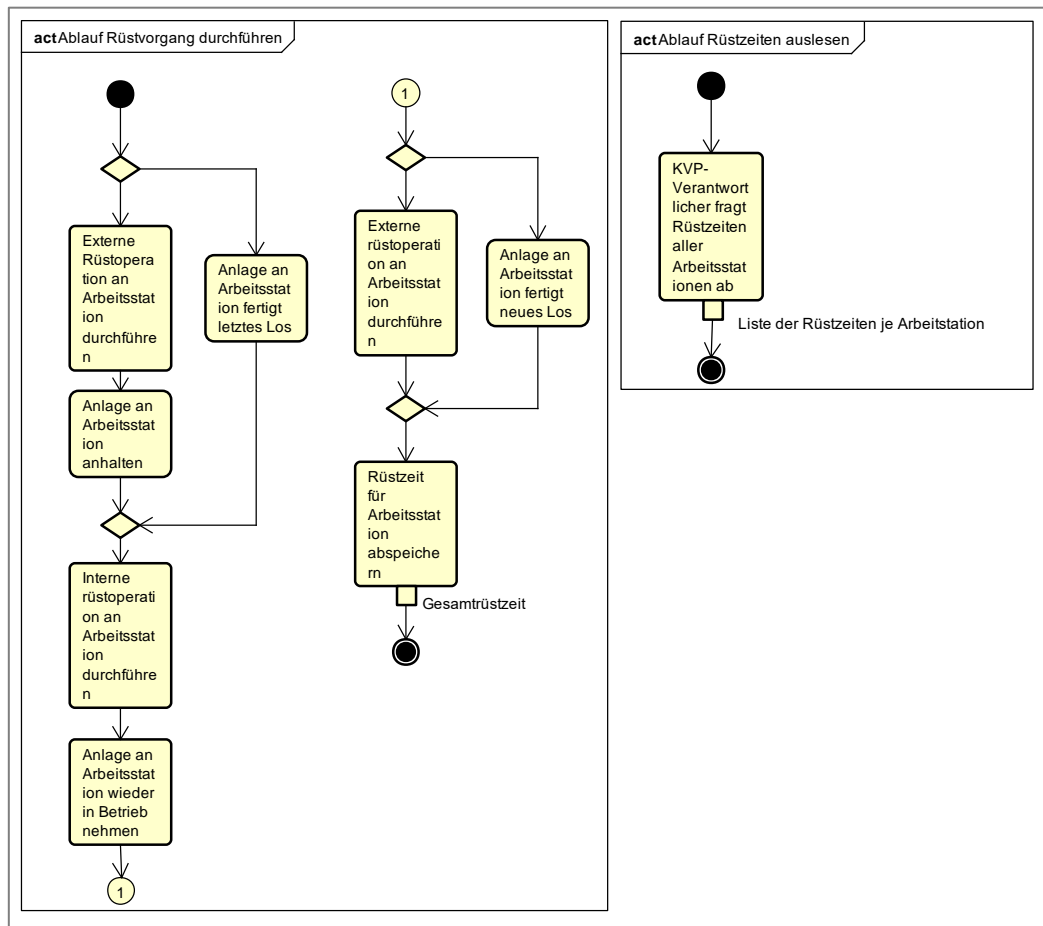 act Ablauf Rüstvorgang durchführen
Externe
Rüstopera
tion an
Arbeitsstat
ion
durchführe
n
Anlage an
Arbeitsstat
ion fertigt
letztes Los
Anlage an
Arbeitsstat
ion
anhalten
Interne
rüstoperati
on an
Arbeitsstat
ion
durchführe
n
Anlage an
Arbeitsstat
ion wieder
in Betrieb
nehmen
1
1
Externe
rüstoperati
on an
Arbeitsstat
ion
durchführe
n
Anlage an
Arbeitsstat
ion fertigt
neues Los
Rüstzeit
für
Arbeitsstat
ion
abspeiche
rn
Gesamtrüstzeit
act Ablauf Rüstzeiten auslesen
KVP-
Verantwort
licher fragt
Rüstzeiten
aller
Arbeitsstat
ionen ab
Liste der Rüstzeiten je Arbeitstation